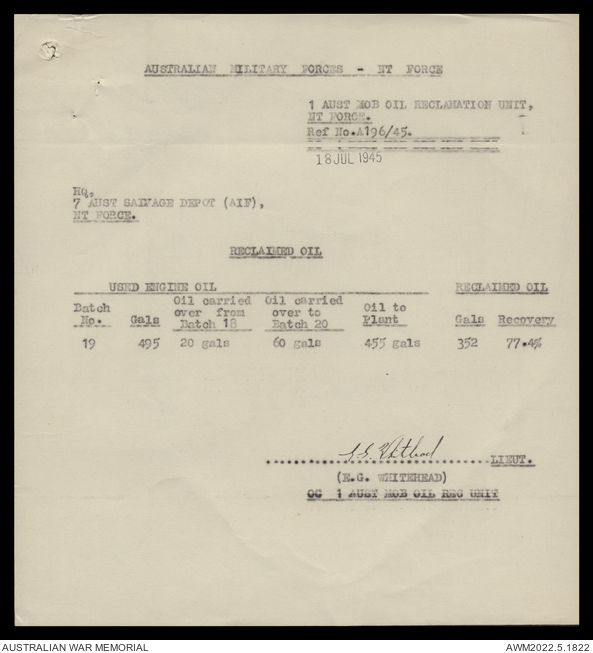 AUSTRALIAN MILITARY FORCES - NT FORCE
1 AUST MOB OIL RECLAMATION UNIT,
NT FORCE.
Ref No.A196/45.
18 JUL 1945
HQ,
7 AUST SALVAGE DEPOT (AIF),
NT FORCE.
RECLAIMED OIL
USED ENGINE OIL RECLAIMED OIL
Batch No. Gals Oil carried over from Batch 18 Oil carried over to Batch 20 Oil to Plant Gals Recovery
19 495 20 gals 60 gals 455 gals 352 77.4%
LIEUT.
(E.G. WHITEHEAD)
OC 1 AUST MOB OIL REC UNIT
AUSTRALIAN WAR MEMORIAL AWM2022.5.1822